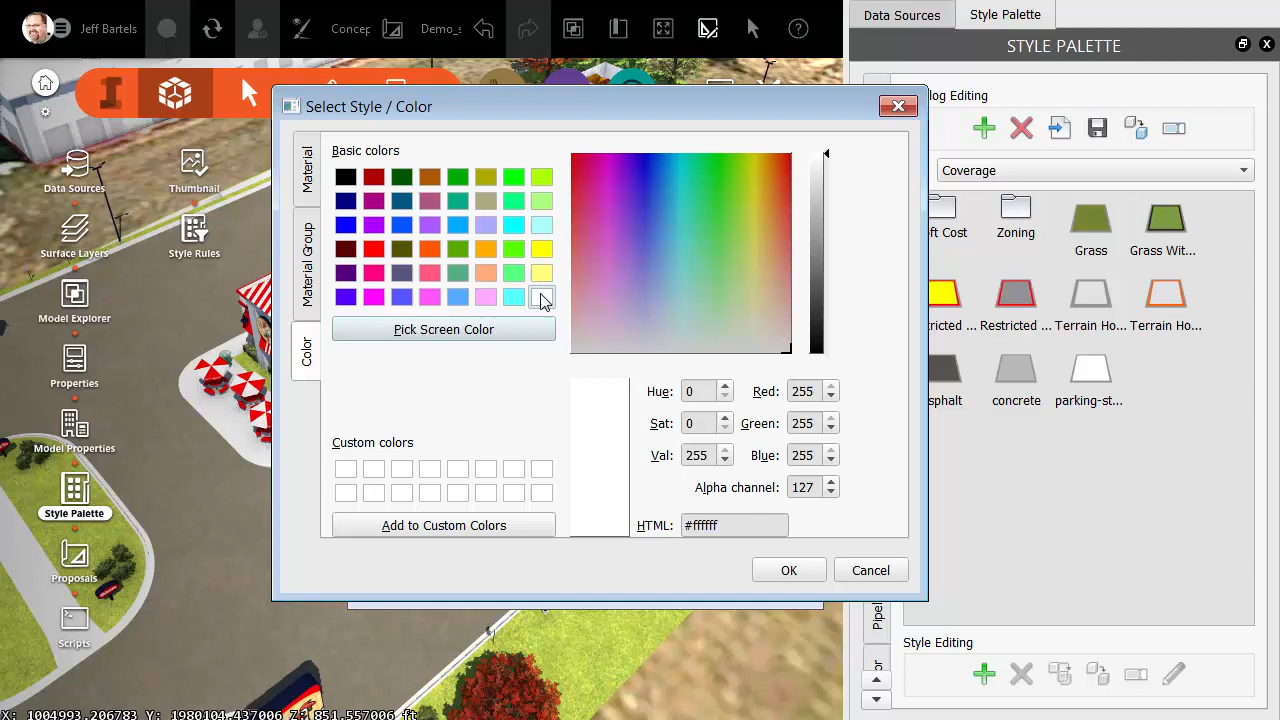 Jeff Bartels
Concep
Demo_s
Data Sources
Style Palette
STYLE PALETTE
Data Sources
Thumbnail
Surface Layers
Style Rules
Model Explorer
Properties
Model Properties
Style Palette
Proposals
Scripts
Select Style / Color
Material
Material Group
Color
Basic colors
Pick Screen Color
Custom colors
Add to Custom Colors
Hue: 0
Red: 255
Sat: 0
Green: 255
Val: 255
Blue: 255
Alpha channel: 127
HTML: #ffffff
OK
Cancel
log Editing
Coverage
ft Cost
Zoning
Grass
Grass Wit...
ricted ...
Restricted ...
Terrain Ho...
Terrain Ho...
phalt
concrete
parking-st...
Pipel
or
Style Editing
X: 1004993.206783 Y: 1980104.437006 Z: 851.557006 ft